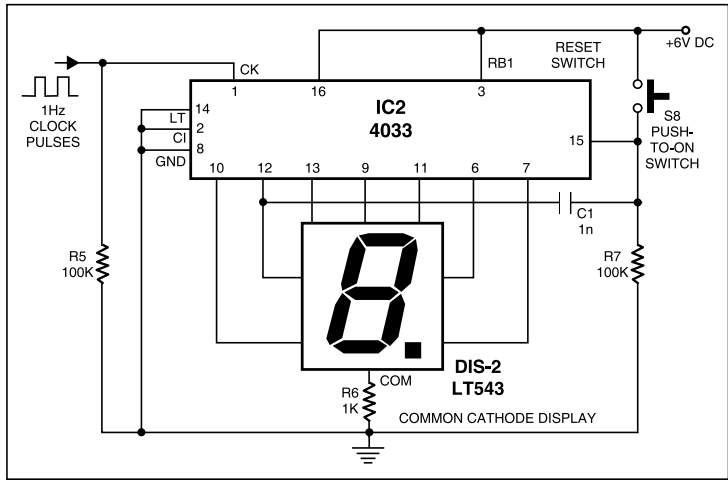 +6V DC
RESET
SWITCH
RB1
CK
1
16
3
1Hz
CLOCK
PULSES
14
LT
2
CI
8
GND
IC2
4033
15
S8
PUSH-
TO-ON
SWITCH
10
12
13
9
11
6
7
C1
1n
R5
100K
R7
100K
DIS-2
LT543
COM
R6
1K
COMMON CATHODE DISPLAY